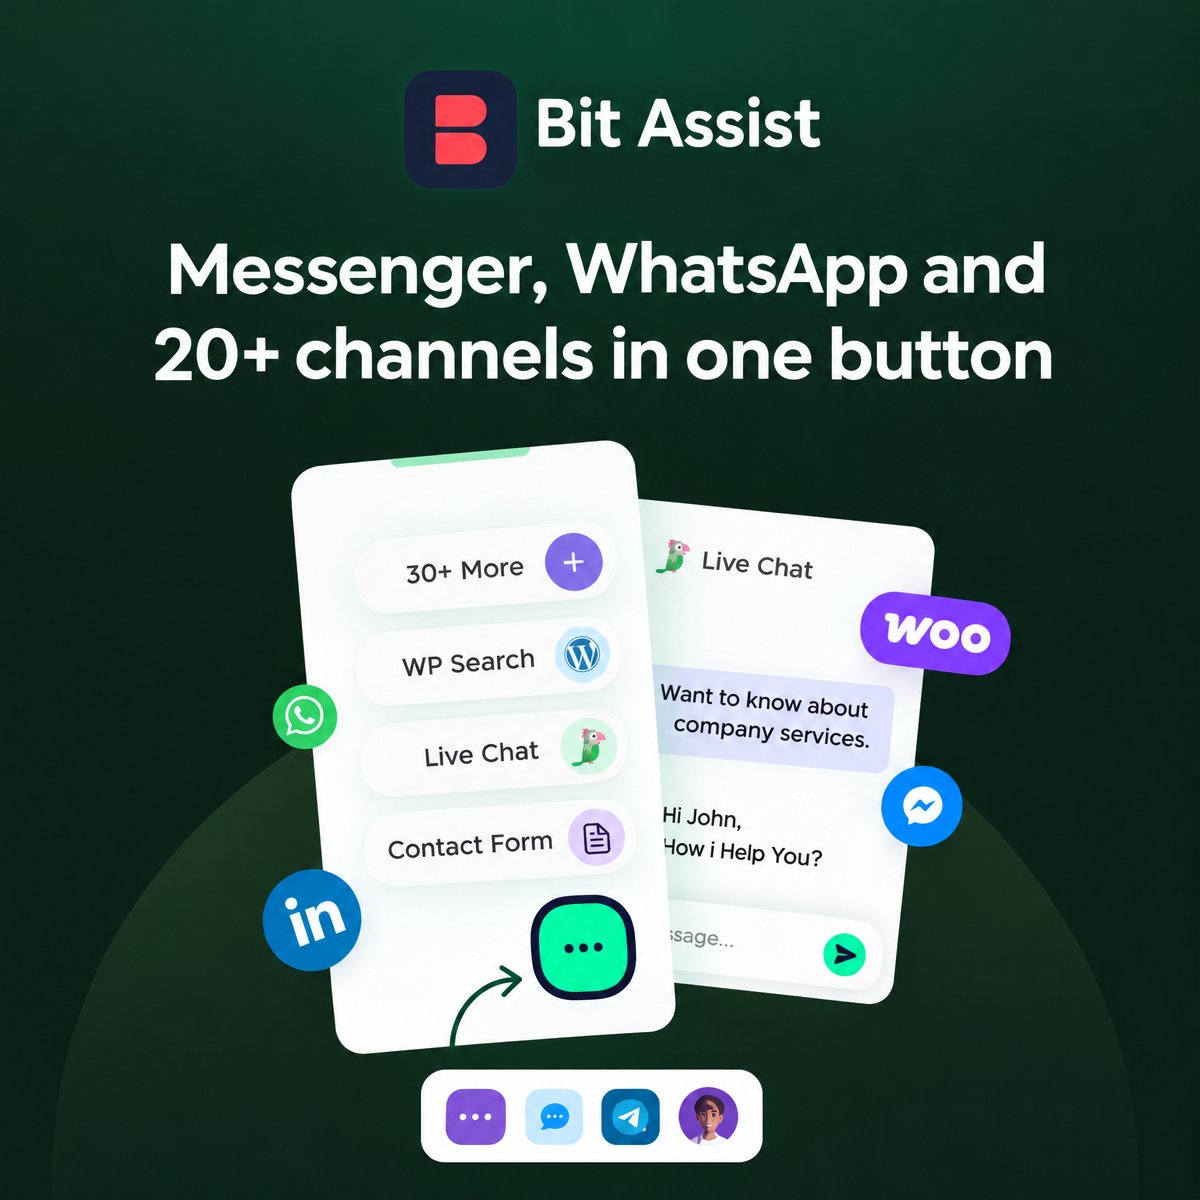 Bit Assist
Messenger, WhatsApp and
20+ channels in one button
30+ More
WP Search
Live Chat
Contact Form
Live Chat
woo
Want to know about
company services.
Hi John,
How i Help You?
ssage...
in